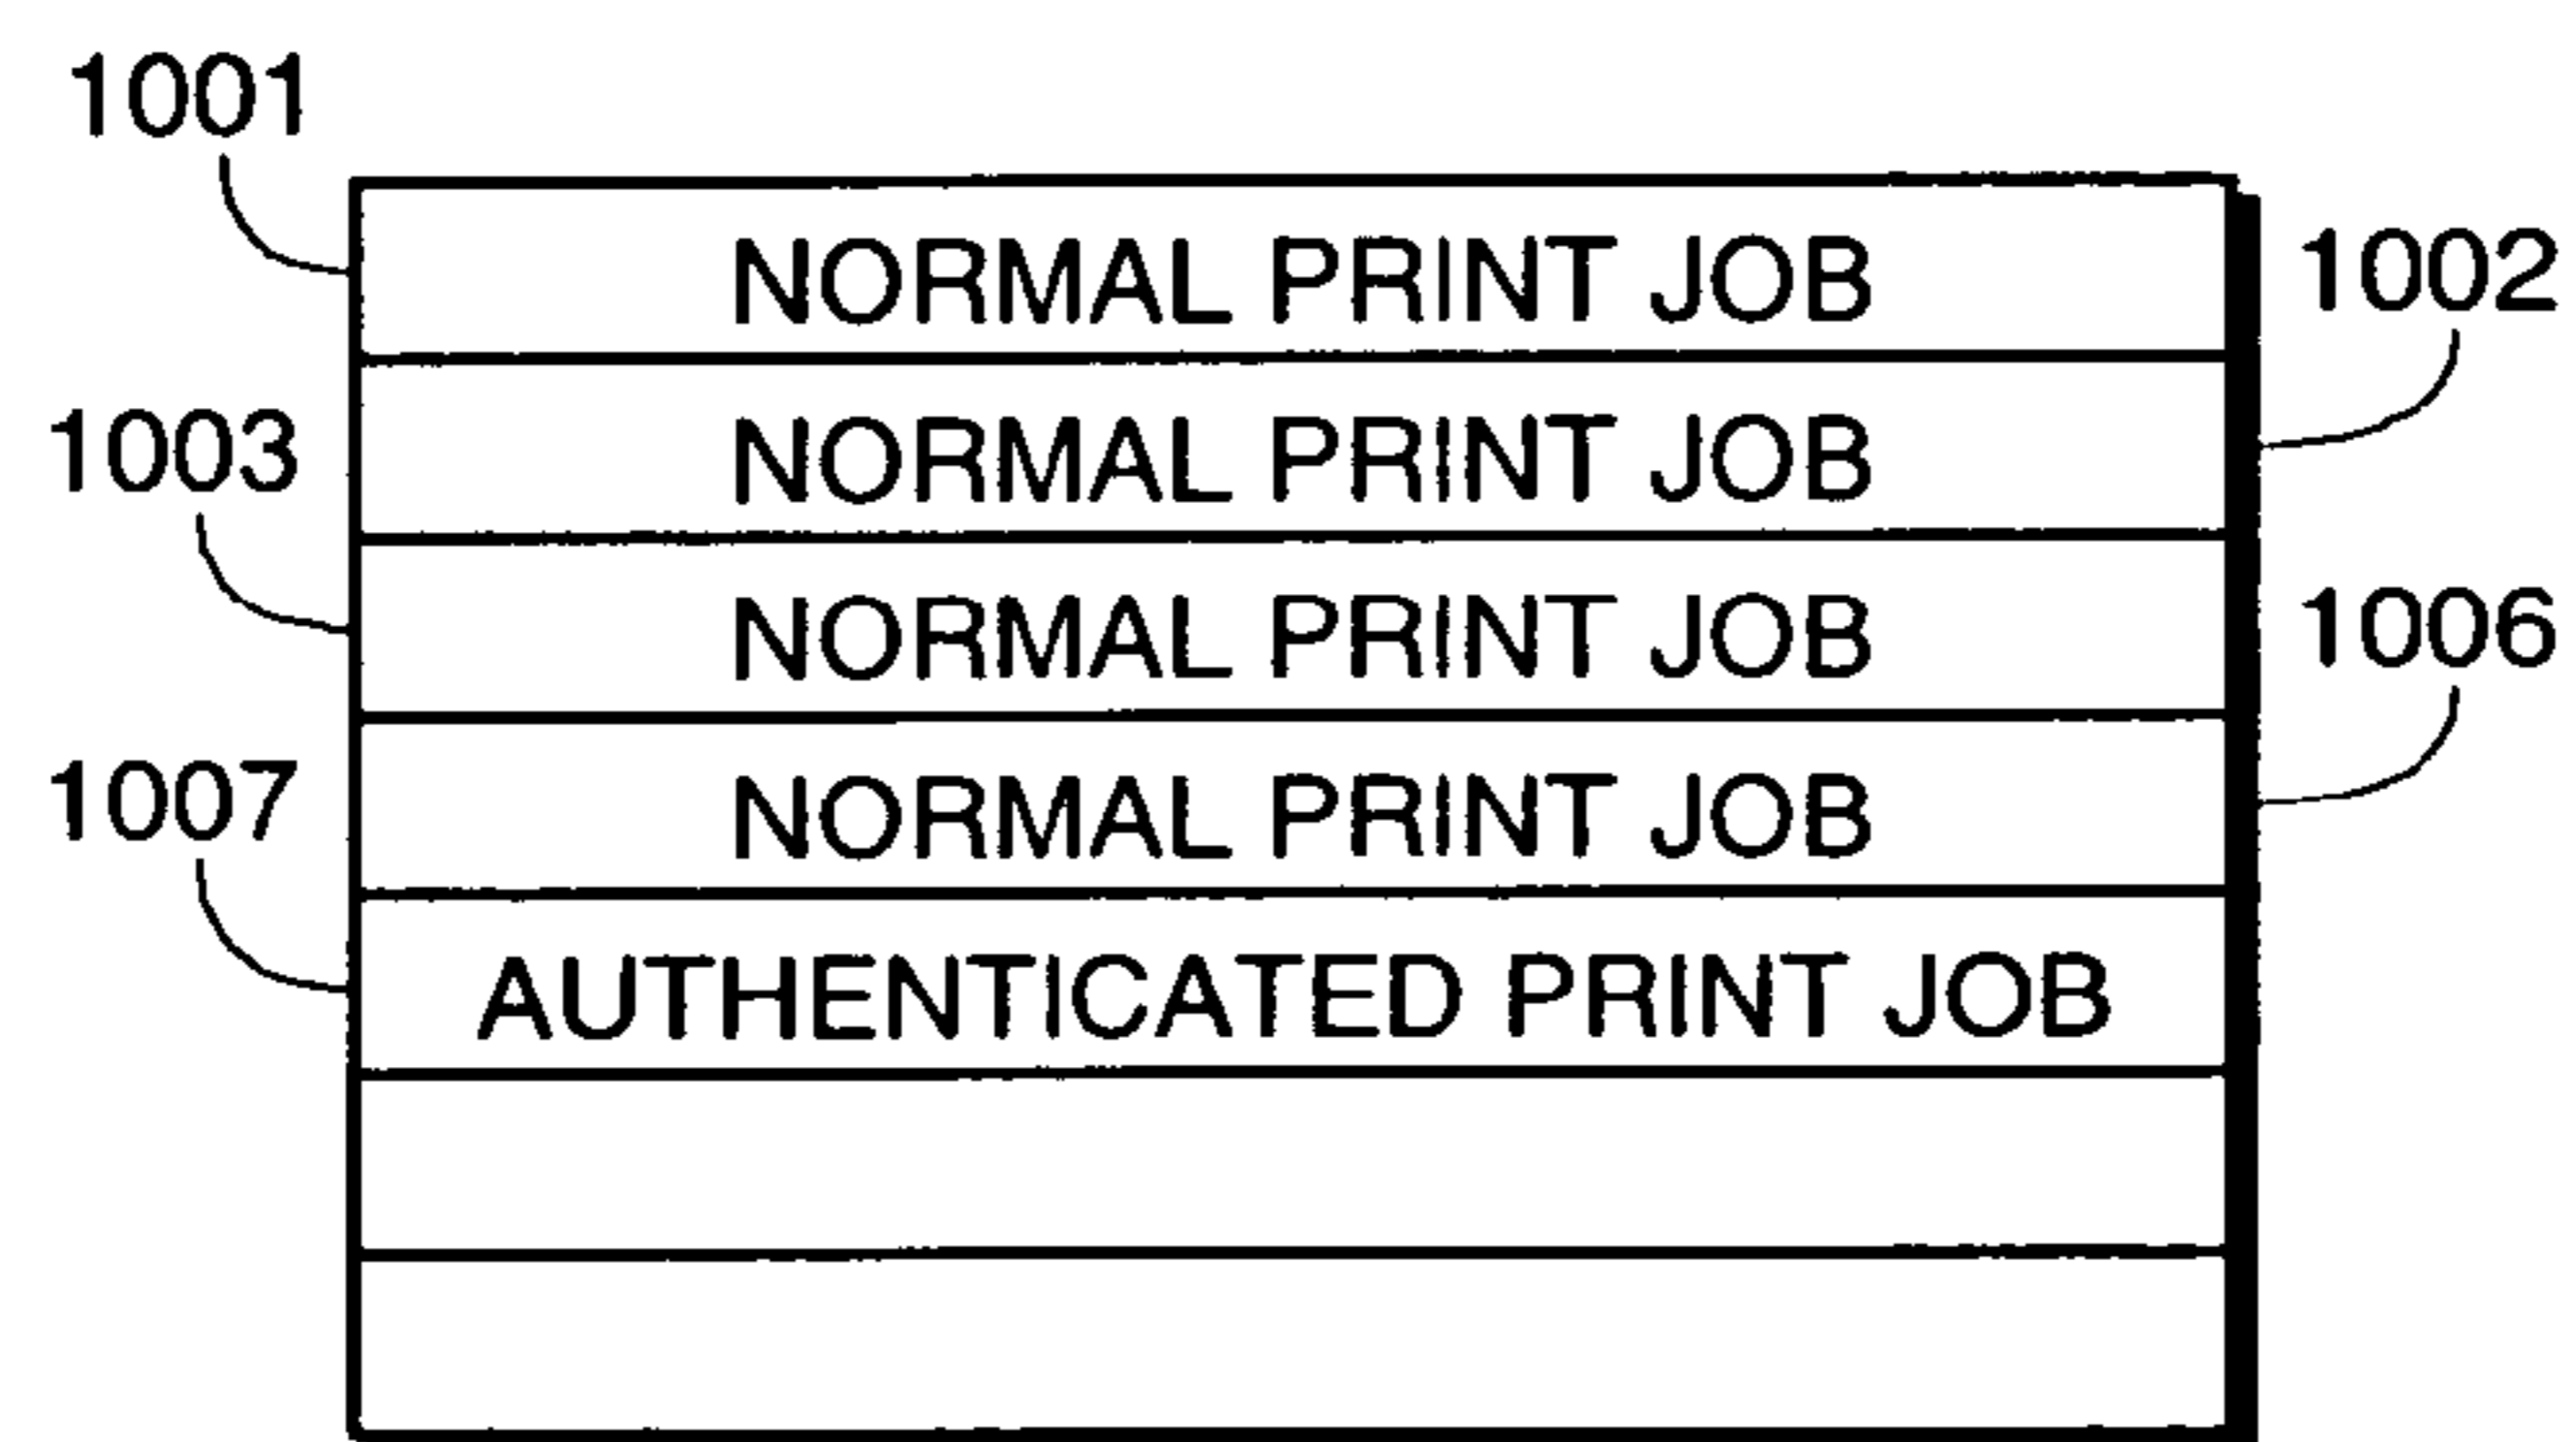 1001
NORMAL PRINT JOB
1002
NORMAL PRINT JOB
1003
NORMAL PRINT JOB
1006
NORMAL PRINT JOB
1007
AUTHENTICATED PRINT JOB